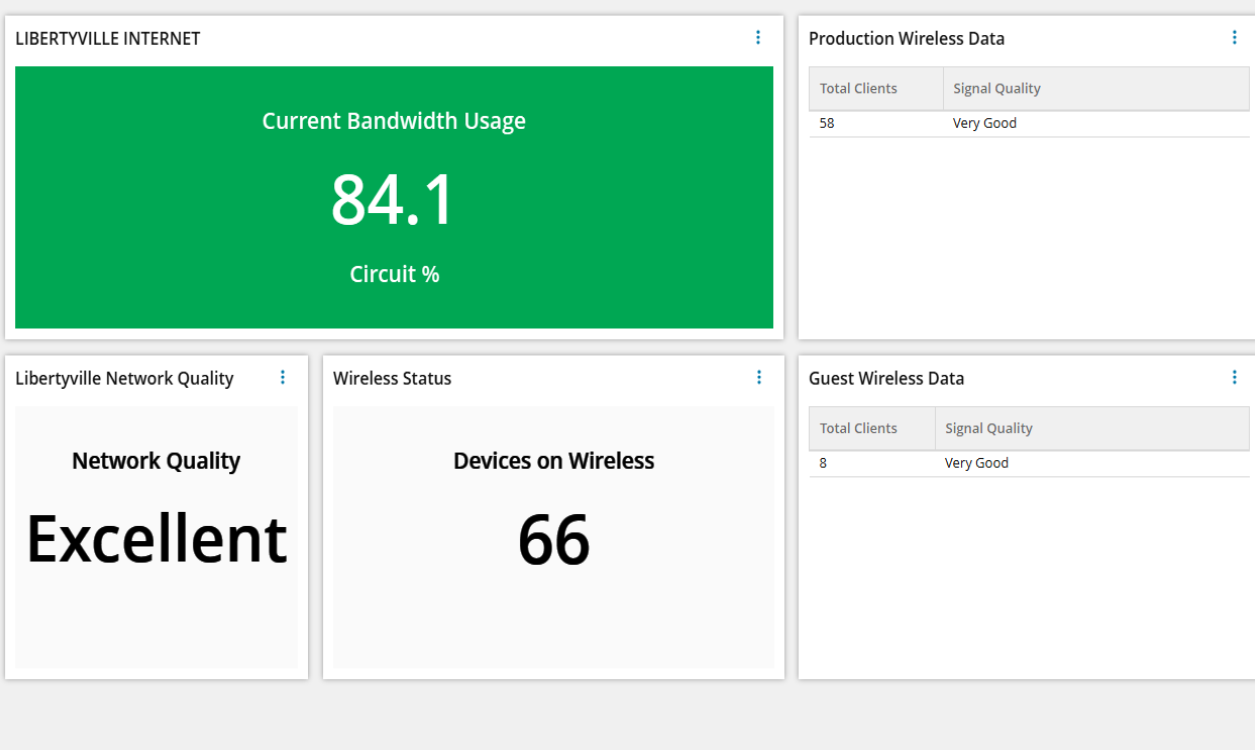 LIBERTYVILLE INTERNET
Current Bandwidth Usage
84.1
Circuit %
Production Wireless Data
Total Clients Signal Quality
58 Very Good
Libertyville Network Quality
Network Quality
Excellent
Wireless Status
Devices on Wireless
66
Guest Wireless Data
Total Clients Signal Quality
8 Very Good